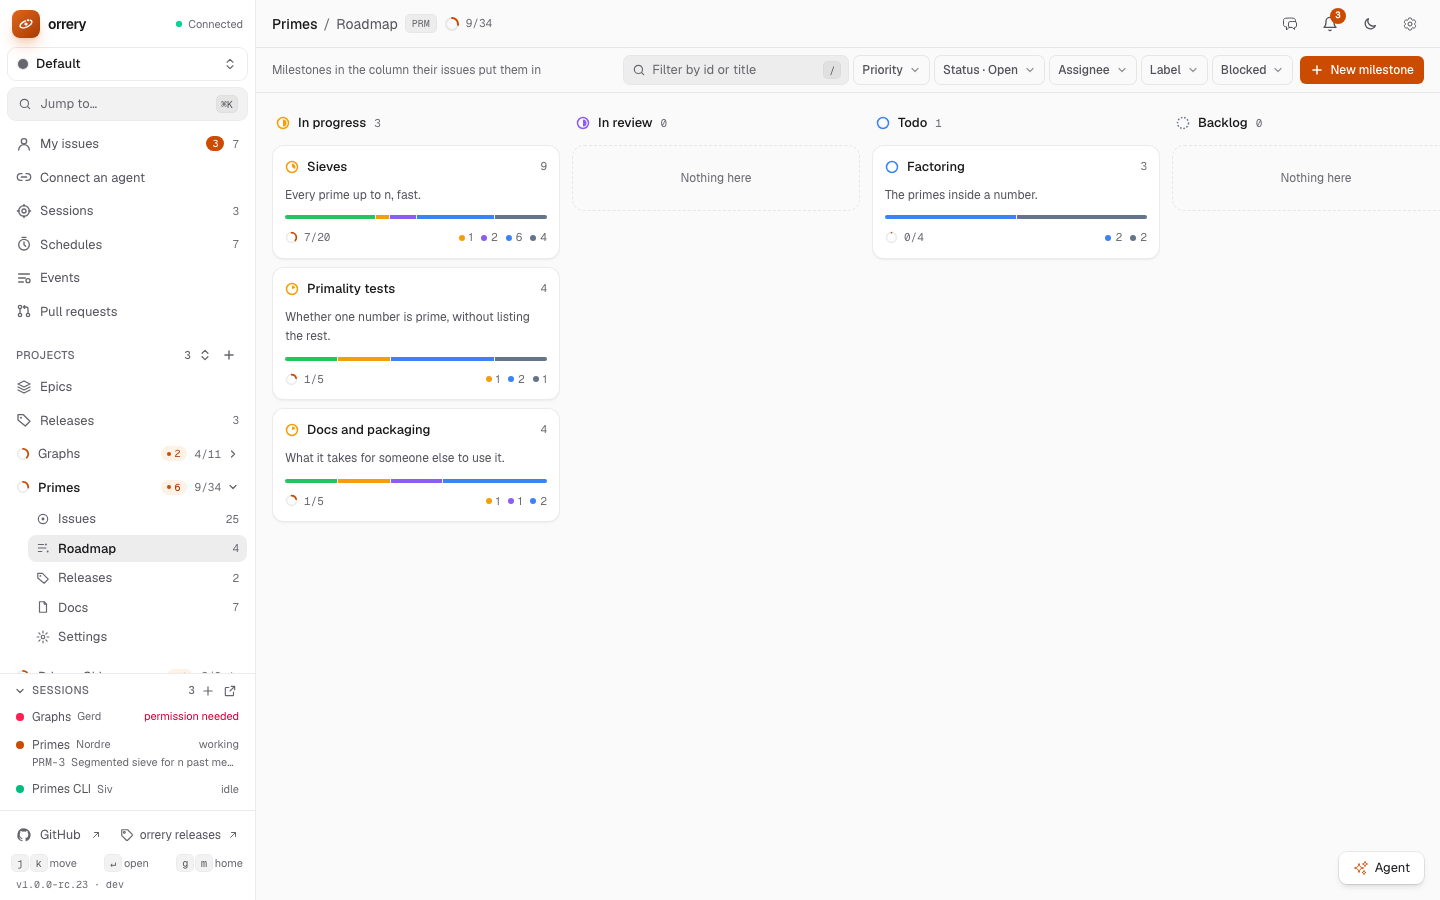 orrery
Connected
Default
Jump to...
⌘K
My issues 3 7
Connect an agent
Sessions 3
Schedules 7
Events
Pull requests
PROJECTS 3
Epics
Releases 3
Graphs 2 4/11
Primes 6 9/34
Issues 25
Roadmap 4
Releases 2
Docs 7
Settings
SESSIONS 3
Graphs Gerd permission needed
Primes Nordre working
PRM-3 Segmented sieve for n past me...
Primes CLI Siv idle
GitHub orrery releases
j k move ↵ open g m home
v1.0.0-rc.23 · dev
Primes / Roadmap PRM 9/34
3
Milestones in the column their issues put them in
Filter by id or title /
Priority
Status · Open
Assignee
Label
Blocked
New milestone
In progress 3
Sieves 9
Every prime up to n, fast.
7/20 1 2 6 4
Primality tests 4
Whether one number is prime, without listing
the rest.
1/5 1 2 1
Docs and packaging 4
What it takes for someone else to use it.
1/5 1 1 2
In review 0
Nothing here
Todo 1
Factoring 3
The primes inside a number.
0/4 2 2
Backlog 0
Nothing here
Agent